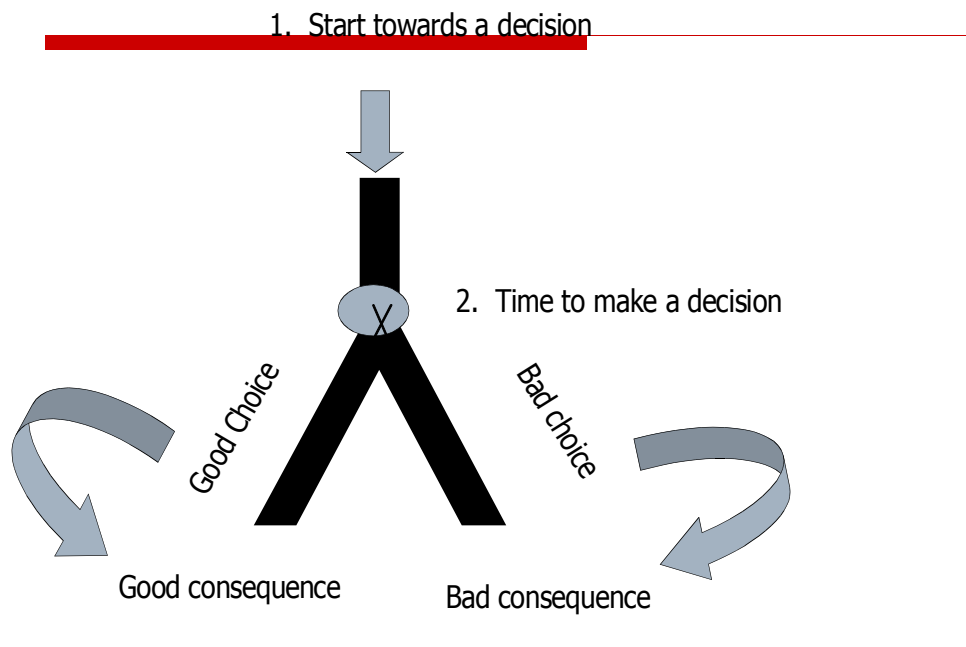 1. Start towards a decision
X
2. Time to make a decision
Good Choice
Bad choice
Good consequence
Bad consequence